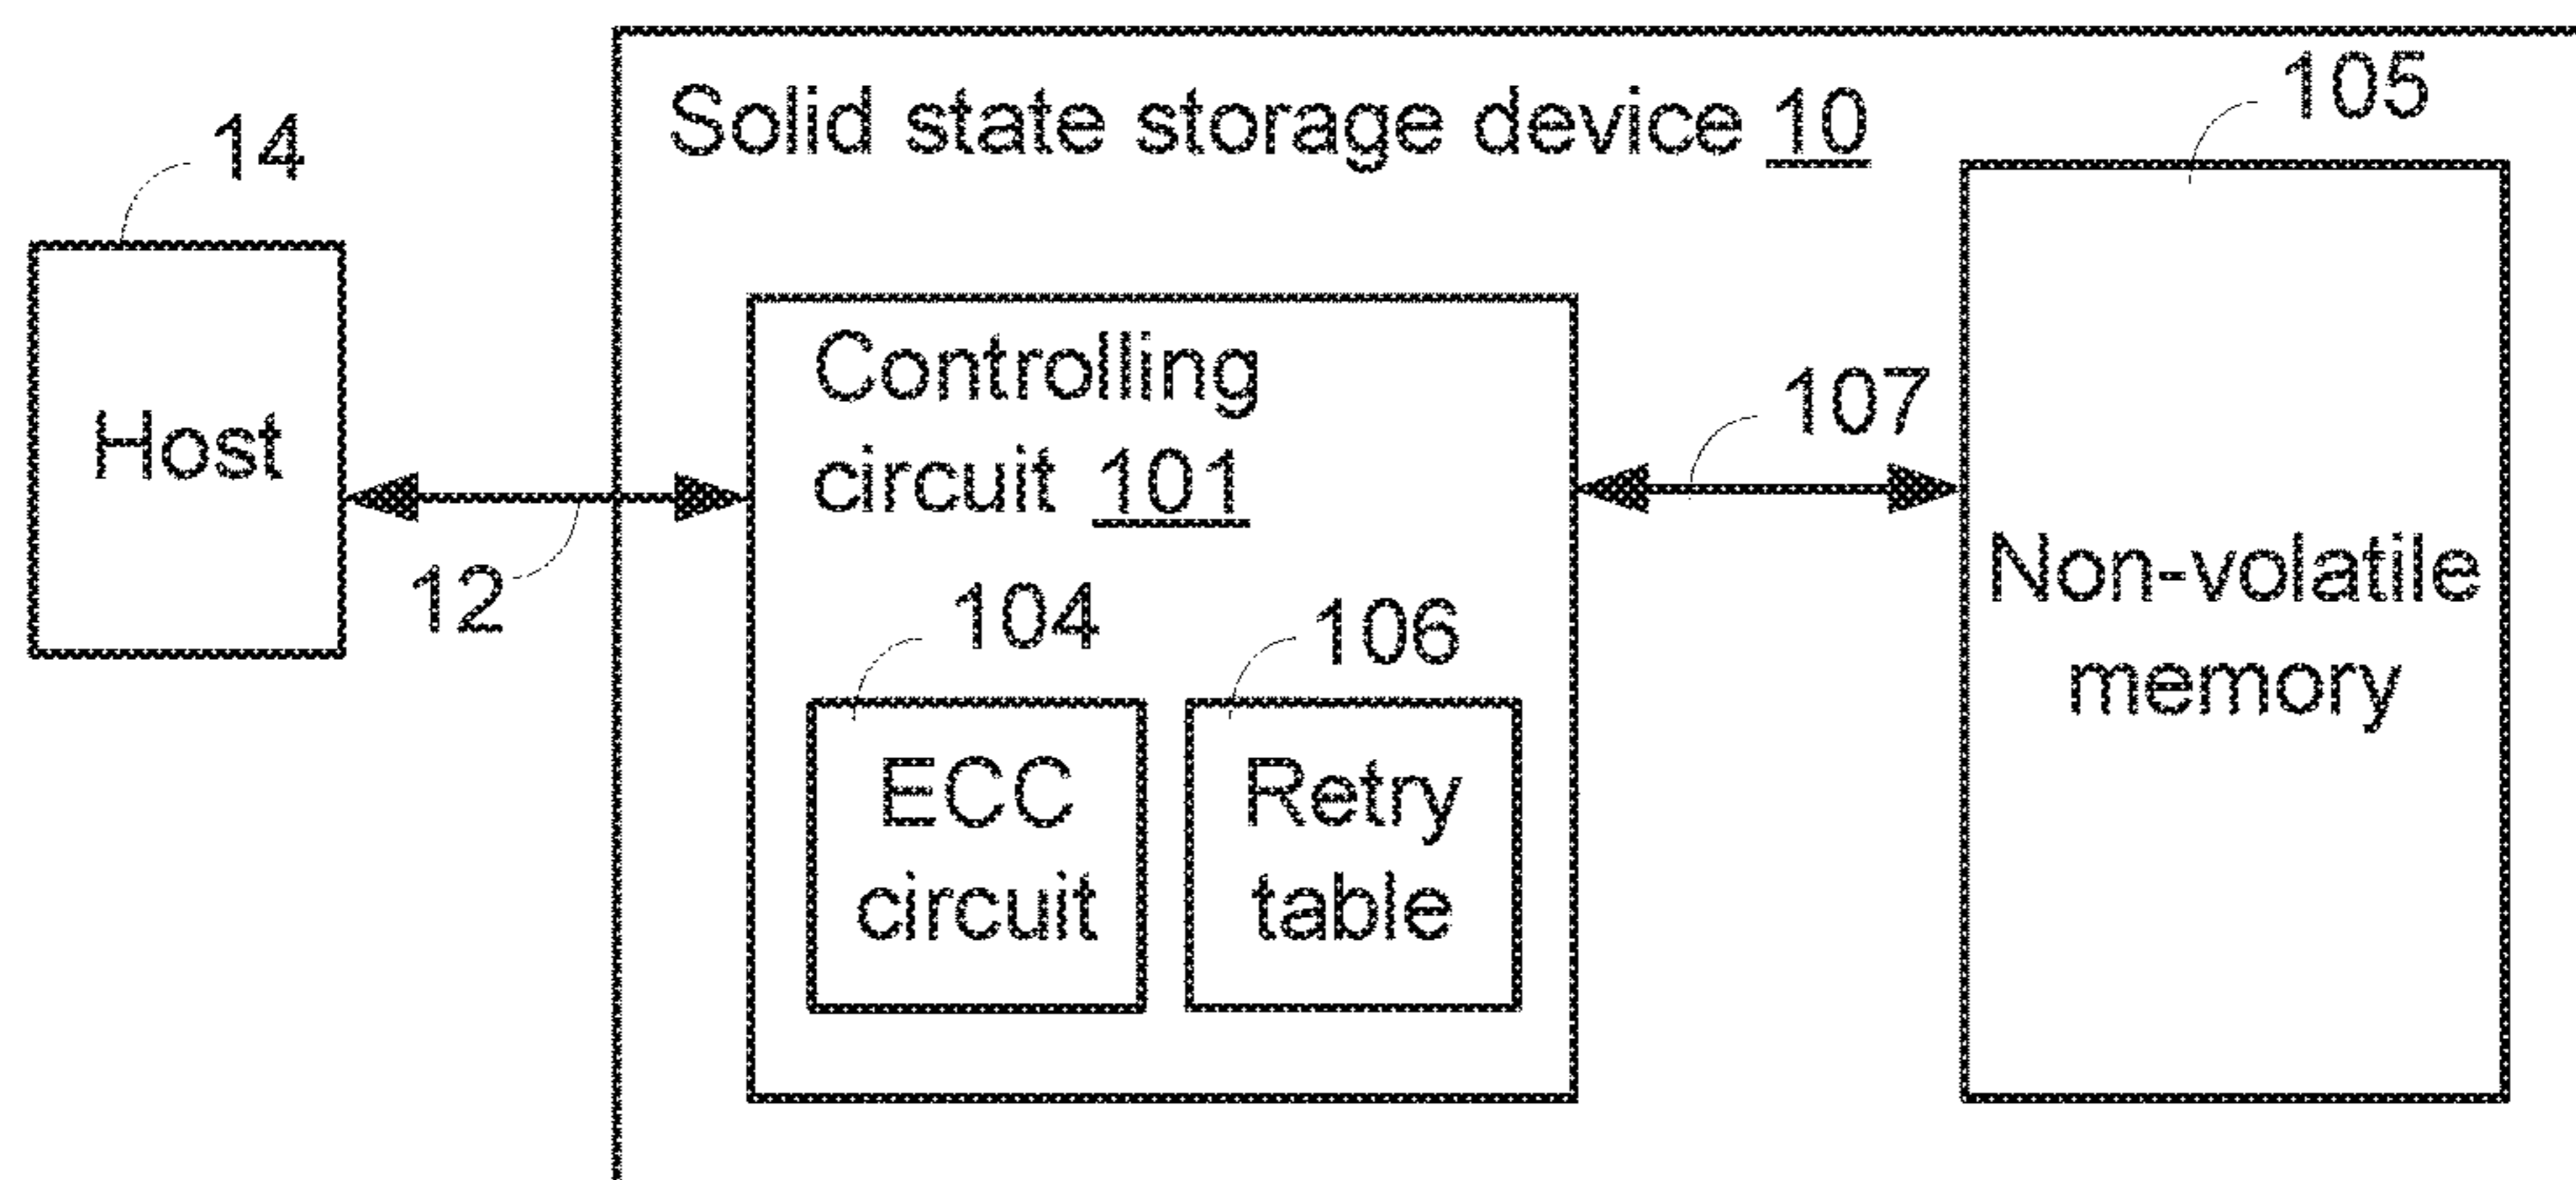 Solid state storage device 10
105
14
Host
12
Controlling
circuit 101
107
104
106
ECC
circuit
Retry
table
Non-volatile
memory